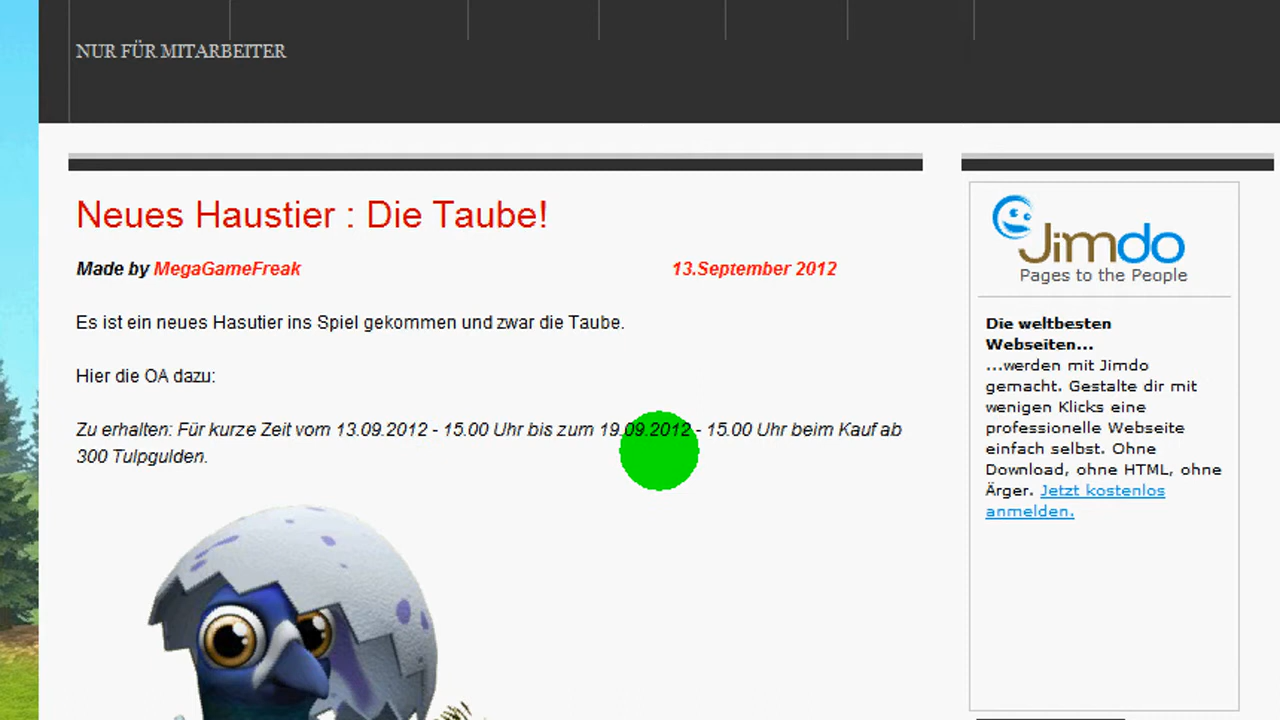 NUR FÜR MITARBEITER
Neues Haustier : Die Taube!
Made by MegaGameFreak 13.September 2012
Es ist ein neues Hasutier ins Spiel gekommen und zwar die Taube.
Hier die OA dazu:
Zu erhalten: Für kurze Zeit vom 13.09.2012 - 15.00 Uhr bis zum 19.09.2012 - 15.00 Uhr beim Kauf ab
300 Tulpgulden.
Jimdo
Pages to the People
Die weltbesten
Webseiten...
...werden mit Jimdo
gemacht. Gestalte dir mit
wenigen Klicks eine
professionelle Webseite
einfach selbst. Ohne
Download, ohne HTML, ohne
Ärger. Jetzt kostenlos
anmelden.